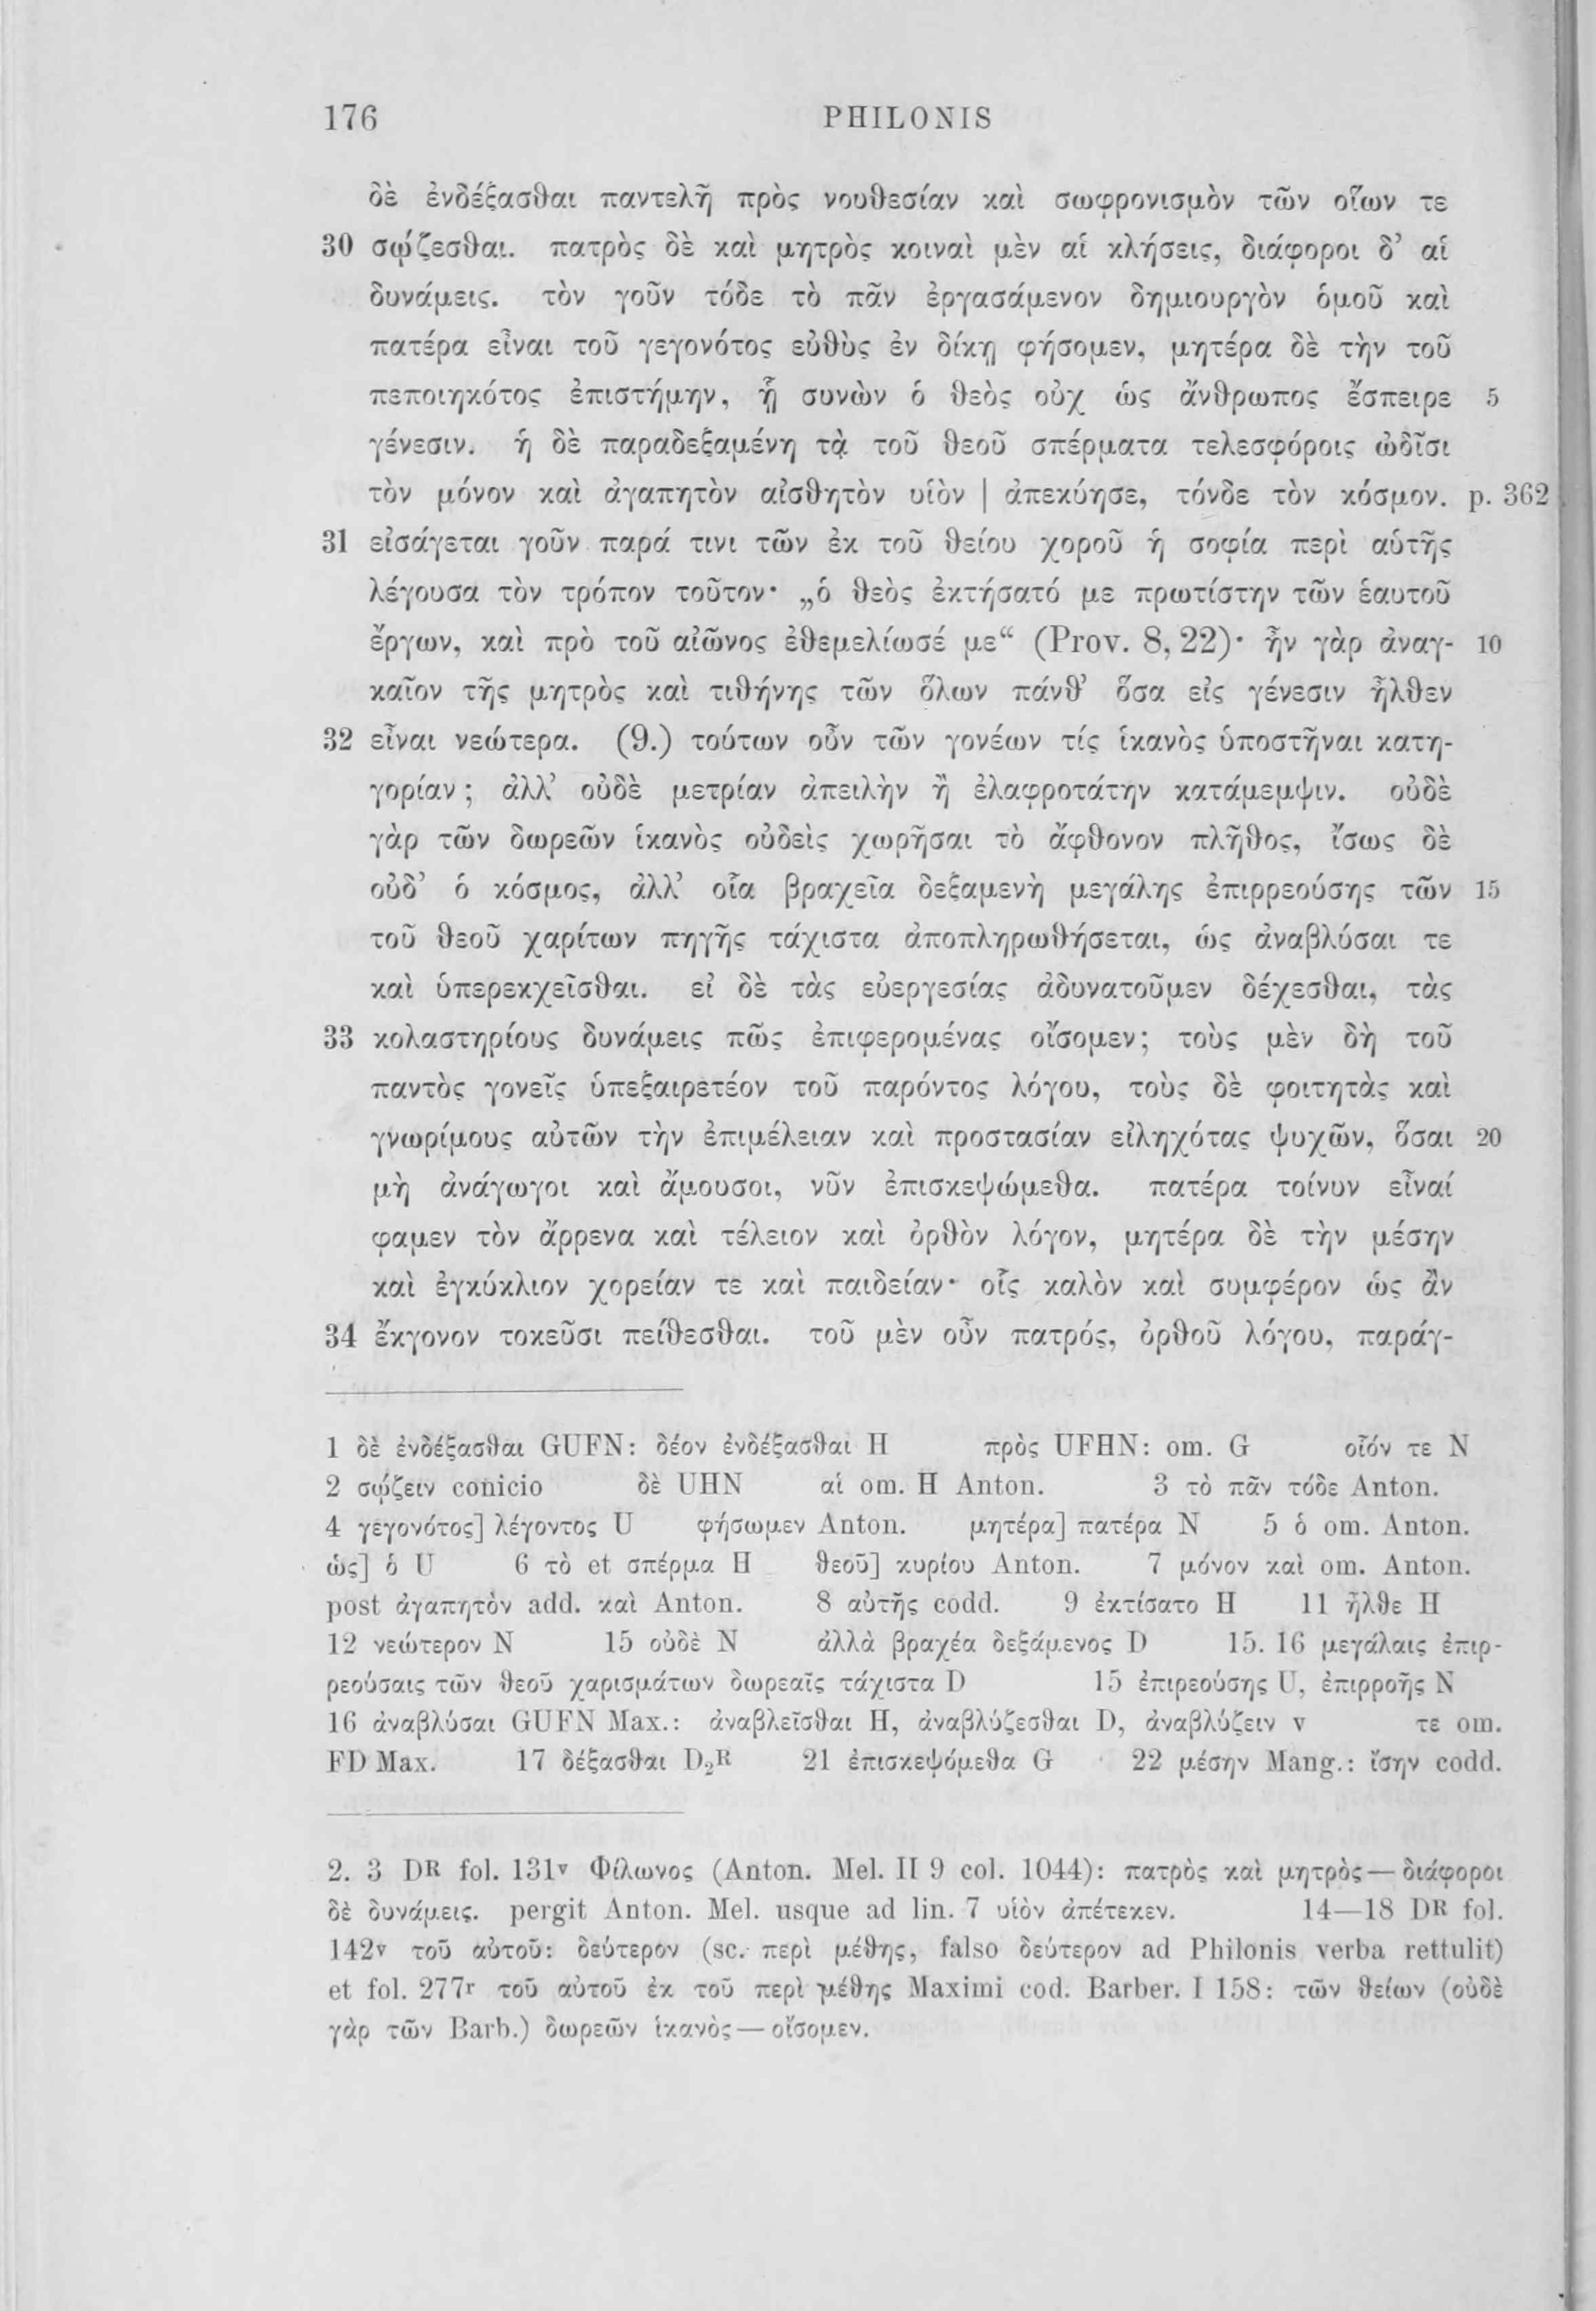 176 PHILONIS
δὲ ἐνδέξασθαι παντελῆ πρὸς νουθεσίαν καὶ σωφρονισμὸν τῶν οἵων τε
30 σῴζεσθαι. πατρὸς δὲ καὶ μητρὸς κοιναὶ μὲν αἱ κλήσεις, διάφοροι δ’ αἱ
δυνάμεις. τὸν γοῦν τόδε τὸ πᾶν ἐργασάμενον δημιουργὸν ὁμοῦ καὶ
πατέρα εἶναι τοῦ γεγονότος εὐθὺς ἐν δίκῃ φήσομεν, μητέρα δὲ τὴν τοῦ
πεποιηκότος ἐπιστήμην, ᾗ συνὼν ὁ θεὸς οὐχ ὡς ἄνθρωπος ἔσπειρε 5
γένεσιν. ἡ δὲ παραδεξαμένη τὰ τοῦ θεοῦ σπέρματα τελεσφόροις ὠδῖσι
τὸν μόνον καὶ ἀγαπητὸν αἰσθητὸν υἱὸν | ἀπεκύησε, τόνδε τὸν κόσμον. p. 362
31 εἰσάγεται γοῦν παρά τινι τῶν ἐκ τοῦ θείου χοροῦ ἡ σοφία περὶ αὑτῆς
λέγουσα τὸν τρόπον τοῦτον· „ὁ θεὸς ἐκτήσατό με πρωτίστην τῶν ἑαυτοῦ
ἔργων, καὶ πρὸ τοῦ αἰῶνος ἐθεμελίωσέ με“ (Prov. 8, 22)· ἦν γὰρ ἀναγ- 10
καῖον τῆς μητρὸς καὶ τιθήνης τῶν ὅλων πάνθ’ ὅσα εἰς γένεσιν ἦλθεν
32 εἶναι νεώτερα. (9.) τούτων οὖν τῶν γονέων τίς ἱκανὸς ὑποστῆναι κατη-
γορίαν; ἀλλ’ οὐδὲ μετρίαν ἀπειλὴν ἢ ἐλαφροτάτην κατάμεμψιν. οὐδὲ
γὰρ τῶν δωρεῶν ἱκανὸς οὐδεὶς χωρῆσαι τὸ ἄφθονον πλῆθος, ἴσως δὲ
οὐδ’ ὁ κόσμος, ἀλλ’ οἷα βραχεῖα δεξαμενὴ μεγάλης ἐπιρρεούσης τῶν 15
τοῦ θεοῦ χαρίτων πηγῆς τάχιστα ἀποπληρωθήσεται, ὡς ἀναβλύσαι τε
καὶ ὑπερεκχεῖσθαι. εἰ δὲ τὰς εὐεργεσίας ἀδυνατοῦμεν δέχεσθαι, τὰς
33 κολαστηρίους δυνάμεις πῶς ἐπιφερομένας οἴσομεν; τοὺς μὲν δὴ τοῦ
παντὸς γονεῖς ὑπεξαιρετέον τοῦ παρόντος λόγου, τοὺς δὲ φοιτητὰς καὶ
γνωρίμους αὐτῶν τὴν ἐπιμέλειαν καὶ προστασίαν εἰληχότας ψυχῶν, ὅσαι 20
μὴ ἀνάγωγοι καὶ ἄμουσοι, νῦν ἐπισκεψώμεθα. πατέρα τοίνυν εἶναί
φαμεν τὸν ἄρρενα καὶ τέλειον καὶ ὀρθὸν λόγον, μητέρα δὲ τὴν μέσην
καὶ ἐγκύκλιον χορείαν τε καὶ παιδείαν· οἷς καλὸν καὶ συμφέρον ὡς ἂν
34 ἔκγονον τοκεῦσι πείθεσθαι. τοῦ μὲν οὖν πατρός, ὀρθοῦ λόγου, παράγ-
1 δὲ ἐνδέξασθαι GUFN: δέον ἐνδέξασθαι H πρὸς UFHN: om. G οἷόν τε N
2 σῴζειν conicio δὲ UHN αἱ om. H Anton. 3 τὸ πᾶν τόδε Anton.
4 γεγονότος] λέγοντος U φήσωμεν Anton. μητέρα] πατέρα N 5 ὁ om. Anton.
ὡς] ὁ U 6 τὸ et σπέρμα H θεοῦ] κυρίου Anton. 7 μόνον καὶ om. Anton.
post ἀγαπητὸν add. καὶ Anton. 8 αὐτῆς codd. 9 ἐκτίσατο H 11 ἦλθε H
12 νεώτερον N 15 οὐδὲ N ἀλλὰ βραχέα δεξάμενος D 15. 16 μεγάλαις ἐπιρ-
ρεούσαις τῶν θεοῦ χαρισμάτων δωρεαῖς τάχιστα D 15 ἐπιρεούσης U, ἐπιρροῆς N
16 ἀναβλύσαι GUFN Max.: ἀναβλεῖσθαι H, ἀναβλύζεσθαι D, ἀναβλύζειν v τε om.
FD Max. 17 δέξασθαι D₂ᴿ 21 ἐπισκεψόμεθα G 22 μέσην Mang.: ἴσην codd.
2. 3 Dᴿ fol. 131ᵛ Φίλωνος (Anton. Mel. II 9 col. 1044): πατρὸς καὶ μητρὸς — διάφοροι
δὲ δυνάμεις. pergit Anton. Mel. usque ad lin. 7 υἱὸν ἀπέτεκεν. 14—18 Dᴿ fol.
142ᵛ τοῦ αὐτοῦ: δεύτερον (sc. περὶ μέθης, falso δεύτερον ad Philonis verba rettulit)
et fol. 277ʳ τοῦ αὐτοῦ ἐκ τοῦ περὶ μέθης Maximi cod. Barber. I 158: τῶν θείων (οὐδὲ
γὰρ τῶν Barb.) δωρεῶν ἱκανὸς — οἴσομεν.